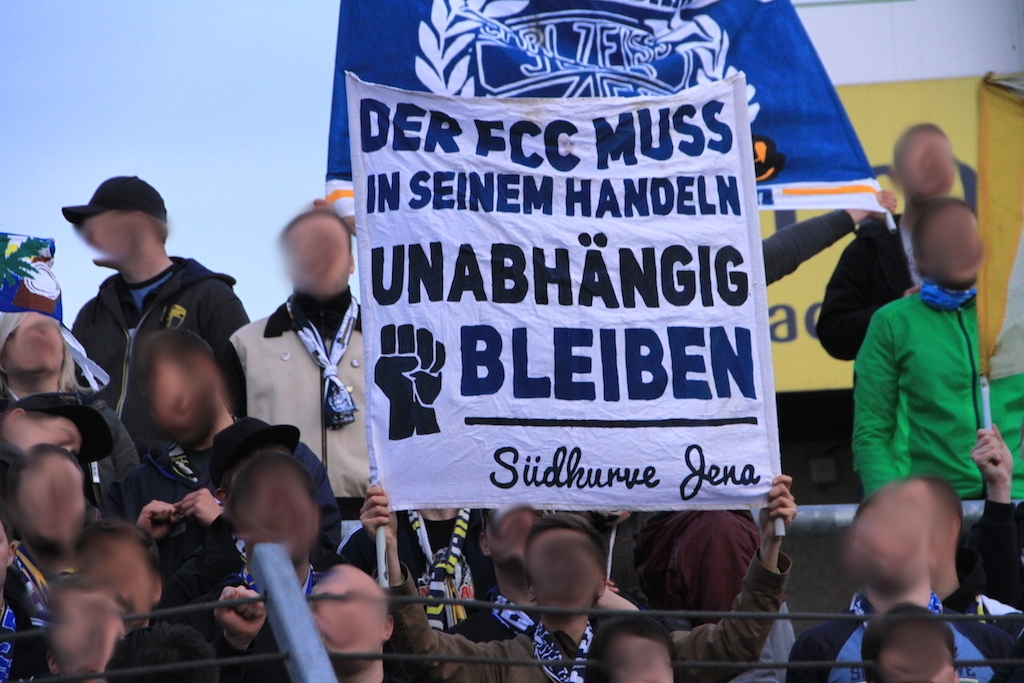 DER FCC MUSS
IN SEINEM HANDELN
UNABHÄNGIG
BLEIBEN
Südkurve Jena